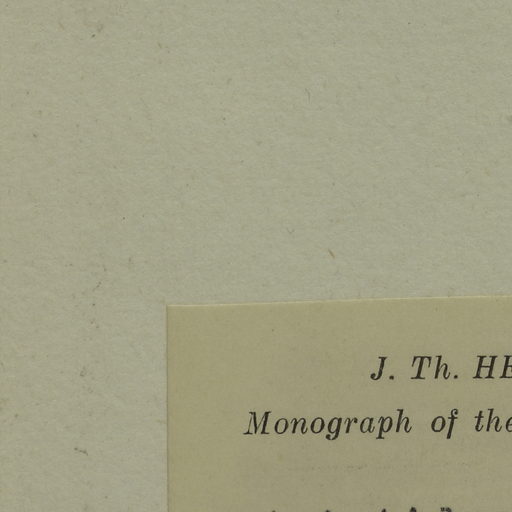 J. Th. HE
Monograph of the